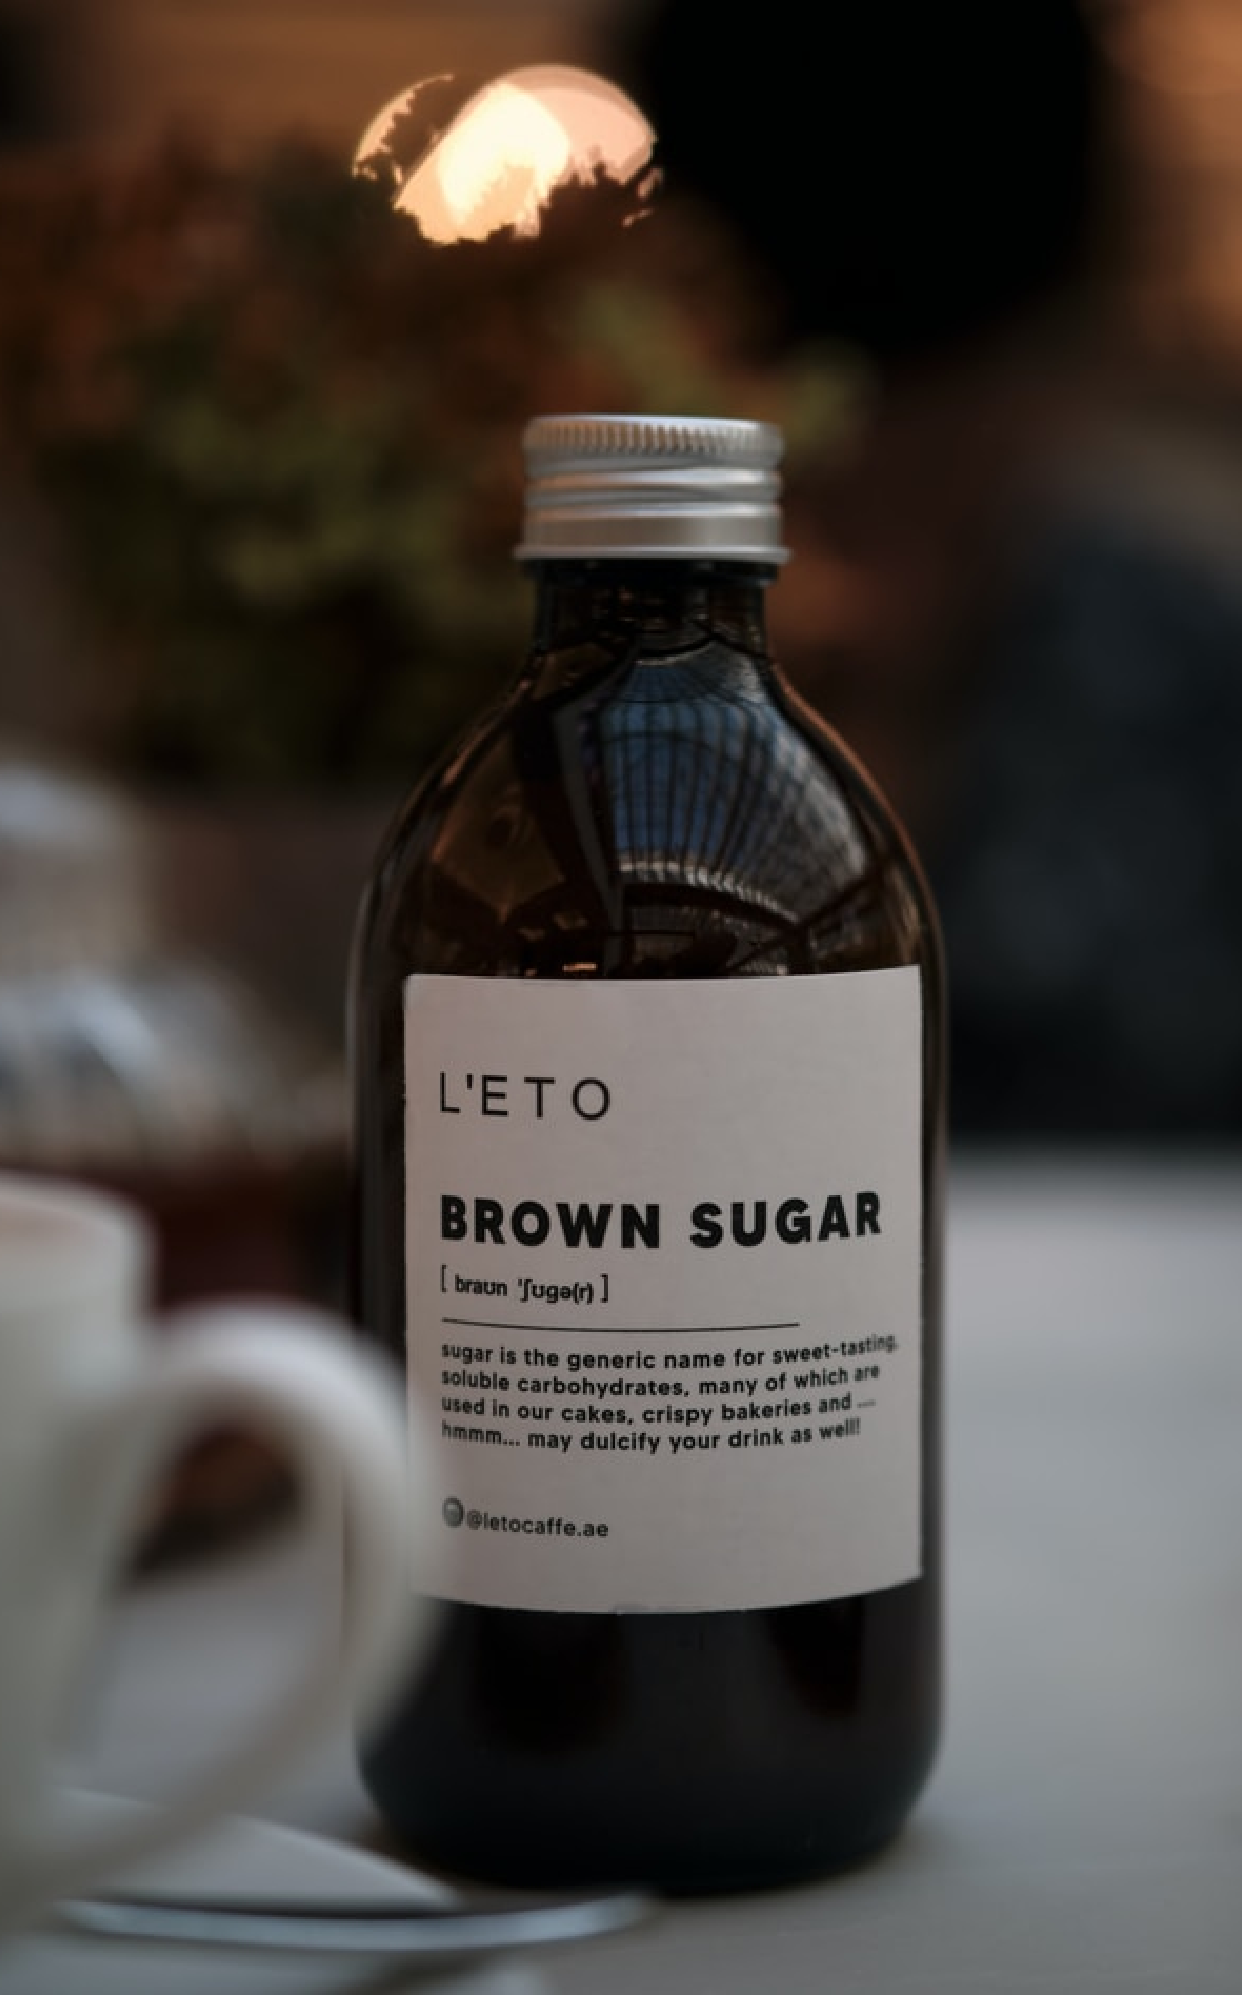 L'ETO
BROWN SUGAR
[ braʊn ˈʃʊgə(r) ]
sugar is the generic name for sweet-tasting,
soluble carbohydrates, many of which are
used in our cakes, crispy bakeries and ...
hmmm... may dulcify your drink as well!
@letocaffe.ae